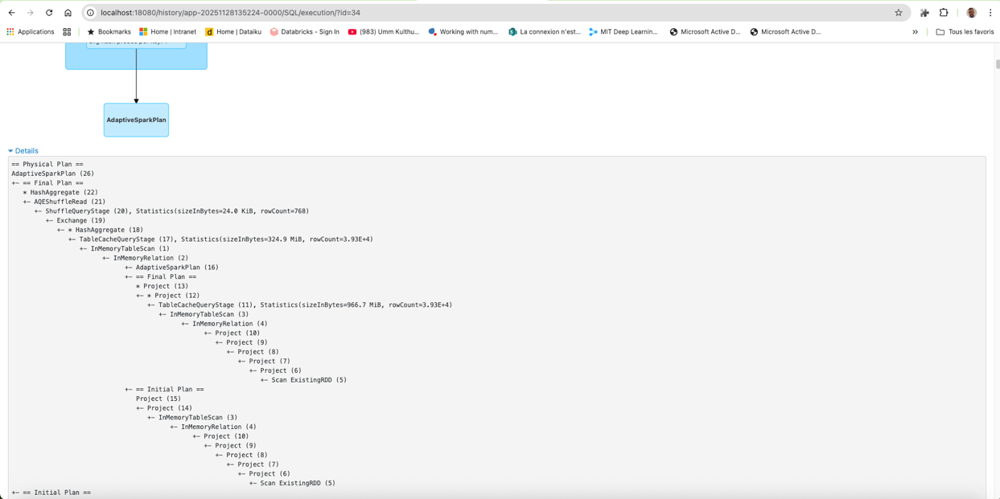 localhost:18080/history/app-20251128135224-0000/SQL/execution/?id=34
Applications
Bookmarks
Home | Intranet
Home | Dataiku
Databricks - Sign In
(983) Umm Kulthu...
Working with num...
La connexion n'est...
MIT Deep Learnin...
Microsoft Active D...
Microsoft Active D...
»
Tous les favoris
AdaptiveSparkPlan
Details
== Physical Plan ==
AdaptiveSparkPlan (26)
+- == Final Plan ==
* HashAggregate (22)
+- AQEShuffleRead (21)
+- ShuffleQueryStage (20), Statistics(sizeInBytes=24.0 KiB, rowCount=768)
+- Exchange (19)
+- * HashAggregate (18)
+- TableCacheQueryStage (17), Statistics(sizeInBytes=324.9 MiB, rowCount=3.93E+4)
+- InMemoryTableScan (1)
+- InMemoryRelation (2)
+- AdaptiveSparkPlan (16)
+- == Final Plan ==
* Project (13)
+- * Project (12)
+- TableCacheQueryStage (11), Statistics(sizeInBytes=966.7 MiB, rowCount=3.93E+4)
+- InMemoryTableScan (3)
+- InMemoryRelation (4)
+- Project (10)
+- Project (9)
+- Project (8)
+- Project (7)
+- Project (6)
+- Scan ExistingRDD (5)
+- == Initial Plan ==
Project (15)
+- Project (14)
+- InMemoryTableScan (3)
+- InMemoryRelation (4)
+- Project (10)
+- Project (9)
+- Project (8)
+- Project (7)
+- Project (6)
+- Scan ExistingRDD (5)
+- == Initial Plan ==